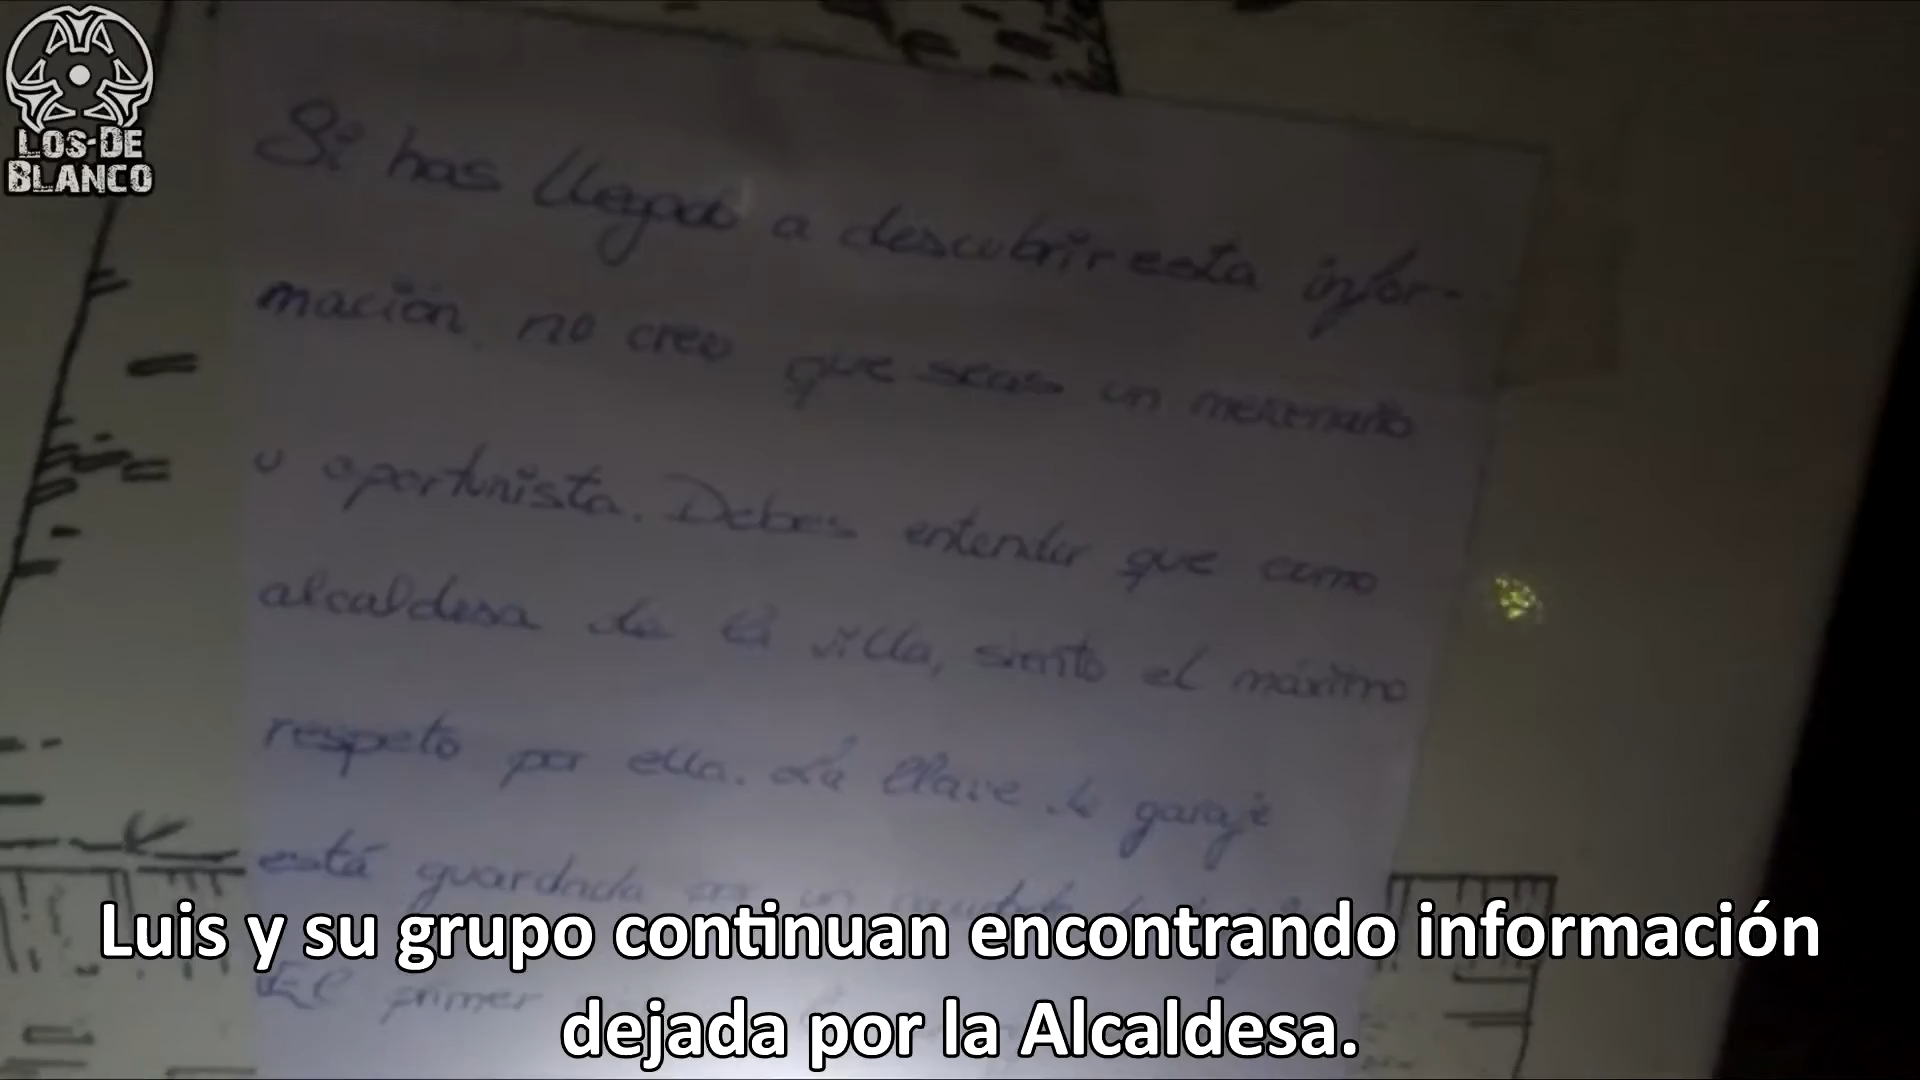 LOS-DE
BLANCO
Si has llegado a descubrir esta infor-
mación, no creo que seas un mercenario
u oportunista. Debes entender que como
alcaldesa de la villa, siento el máximo
respeto por ella. La llave de garaje
está guardada en un
El primer
Luis y su grupo continuan encontrando información
dejada por la Alcaldesa.